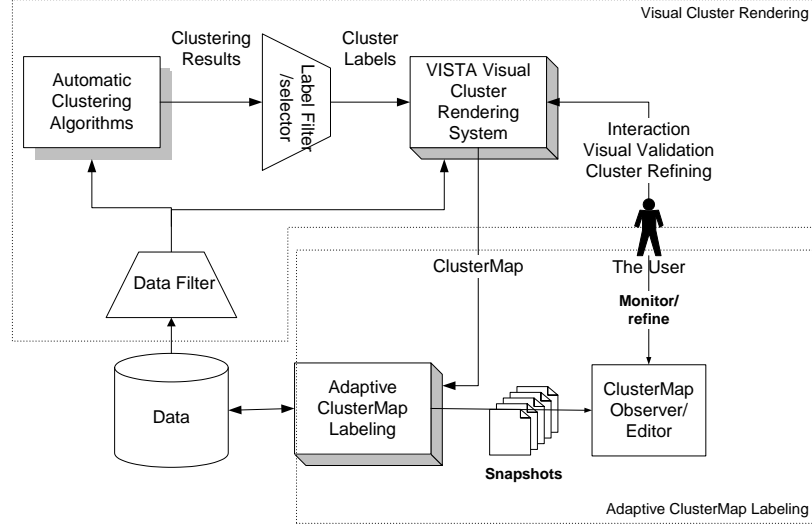 Visual Cluster Rendering
Clustering
Results
Cluster
Labels
Automatic
Clustering
Algorithms
Label Filter
/selector
VISTA Visual
Cluster
Rendering
System
Interaction
Visual Validation
Cluster Refining
ClusterMap
The User
Data Filter
Monitor/
refine
Data
Adaptive
ClusterMap
Labeling
ClusterMap
Observer/
Editor
Snapshots
Adaptive ClusterMap Labeling